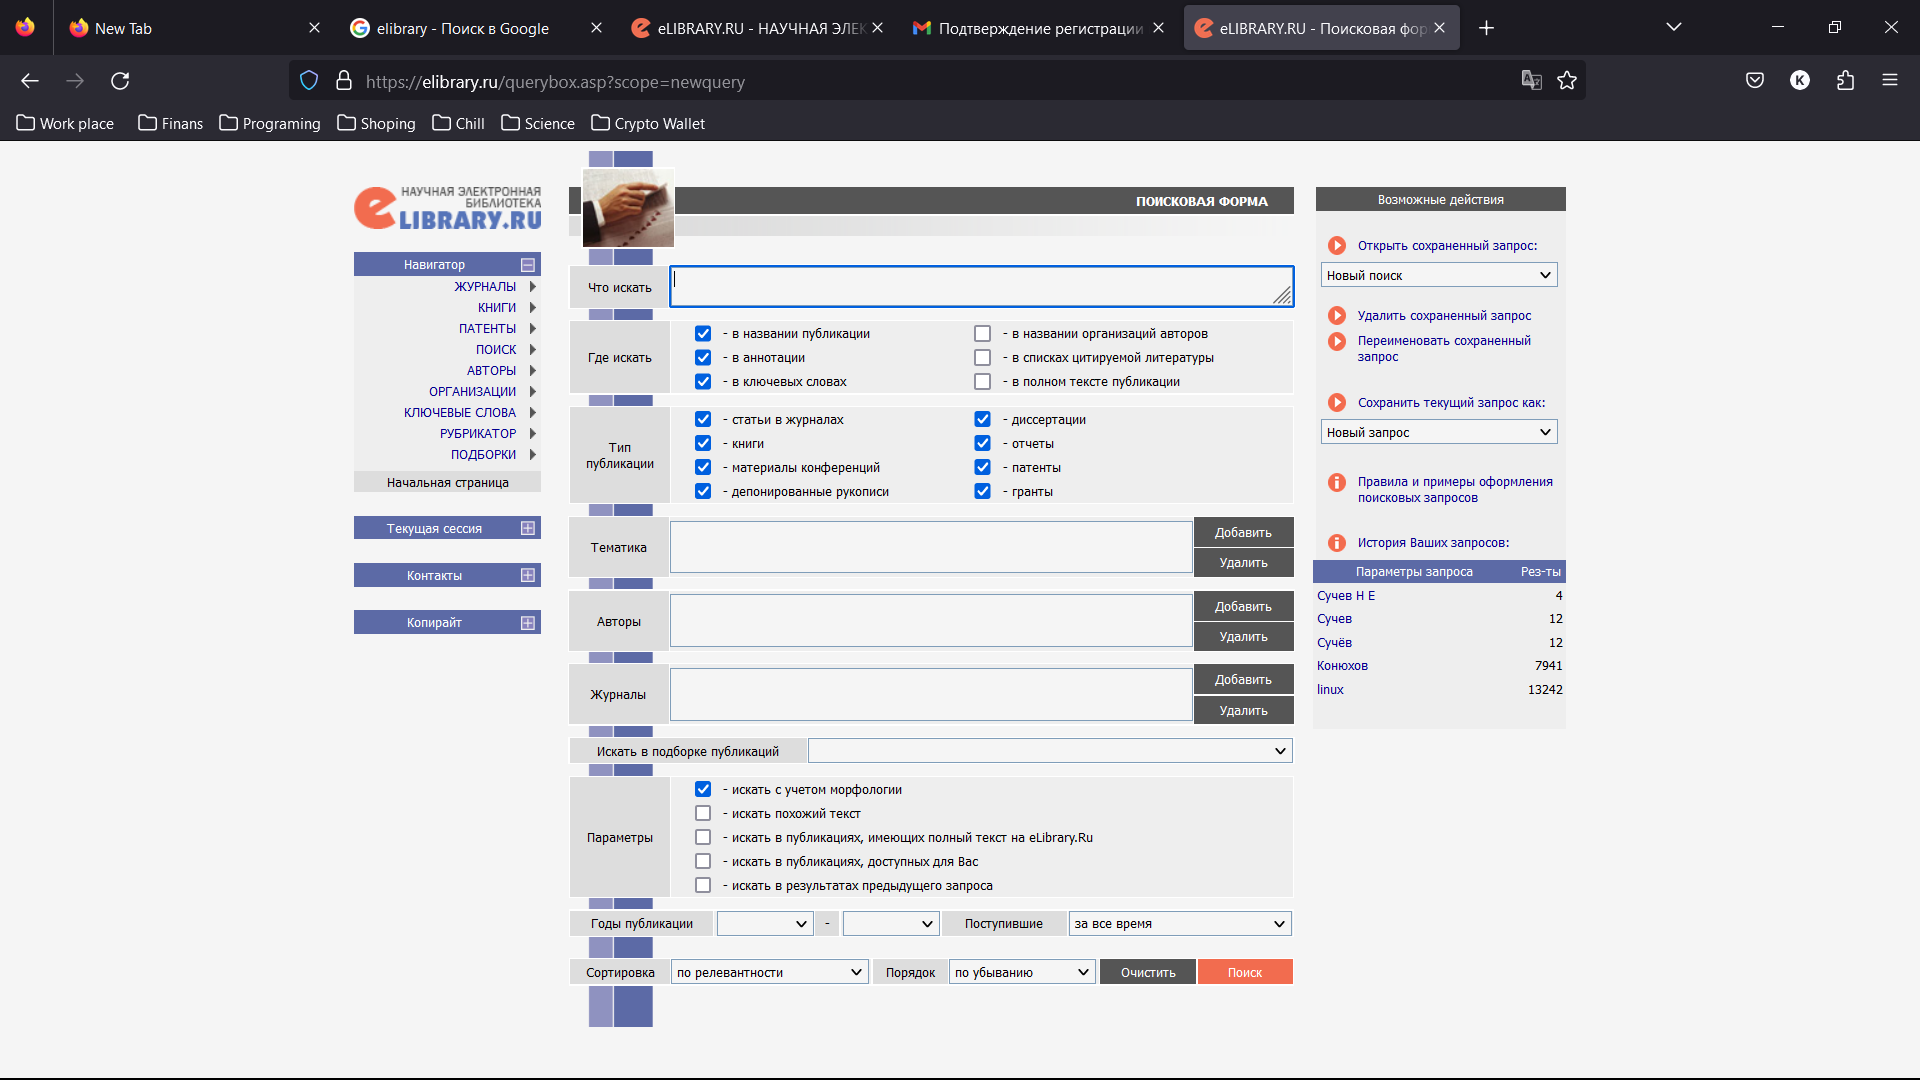 New Tab
elibrary - Поиск в Google
eLIBRARY.RU - НАУЧНАЯ ЭЛЕК
Подтверждение регистрации
eLIBRARY.RU - Поисковая фор
https://elibrary.ru/querybox.asp?scope=newquery
K
Work place
Finans
Programing
Shoping
Chill
Science
Crypto Wallet
НАУЧНАЯ ЭЛЕКТРОННАЯ
БИБЛИОТЕКА
eLIBRARY.RU
Навигатор
ЖУРНАЛЫ
КНИГИ
ПАТЕНТЫ
ПОИСК
АВТОРЫ
ОРГАНИЗАЦИИ
КЛЮЧЕВЫЕ СЛОВА
РУБРИКАТОР
ПОДБОРКИ
Начальная страница
Текущая сессия
Контакты
Копирайт
ПОИСКОВАЯ ФОРМА
Что искать
Где искать
- в названии публикации
- в названии организаций авторов
- в аннотации
- в списках цитируемой литературы
- в ключевых словах
- в полном тексте публикации
Тип
публикации
- статьи в журналах
- диссертации
- книги
- отчеты
- материалы конференций
- патенты
- депонированные рукописи
- гранты
Тематика
Добавить
Удалить
Авторы
Добавить
Удалить
Журналы
Добавить
Удалить
Искать в подборке публикаций
Параметры
- искать с учетом морфологии
- искать похожий текст
- искать в публикациях, имеющих полный текст на eLibrary.Ru
- искать в публикациях, доступных для Вас
- искать в результатах предыдущего запроса
Годы публикации
-
Поступившие
за все время
Сортировка
по релевантности
Порядок
по убыванию
Очистить
Поиск
Возможные действия
Открыть сохраненный запрос:
Новый поиск
Удалить сохраненный запрос
Переименовать сохраненный
запрос
Сохранить текущий запрос как:
Новый запрос
Правила и примеры оформления
поисковых запросов
История Ваших запросов:
Параметры запроса Рез-ты
Сучев Н Е 4
Сучев 12
Сучёв 12
Конюхов 7941
linux 13242